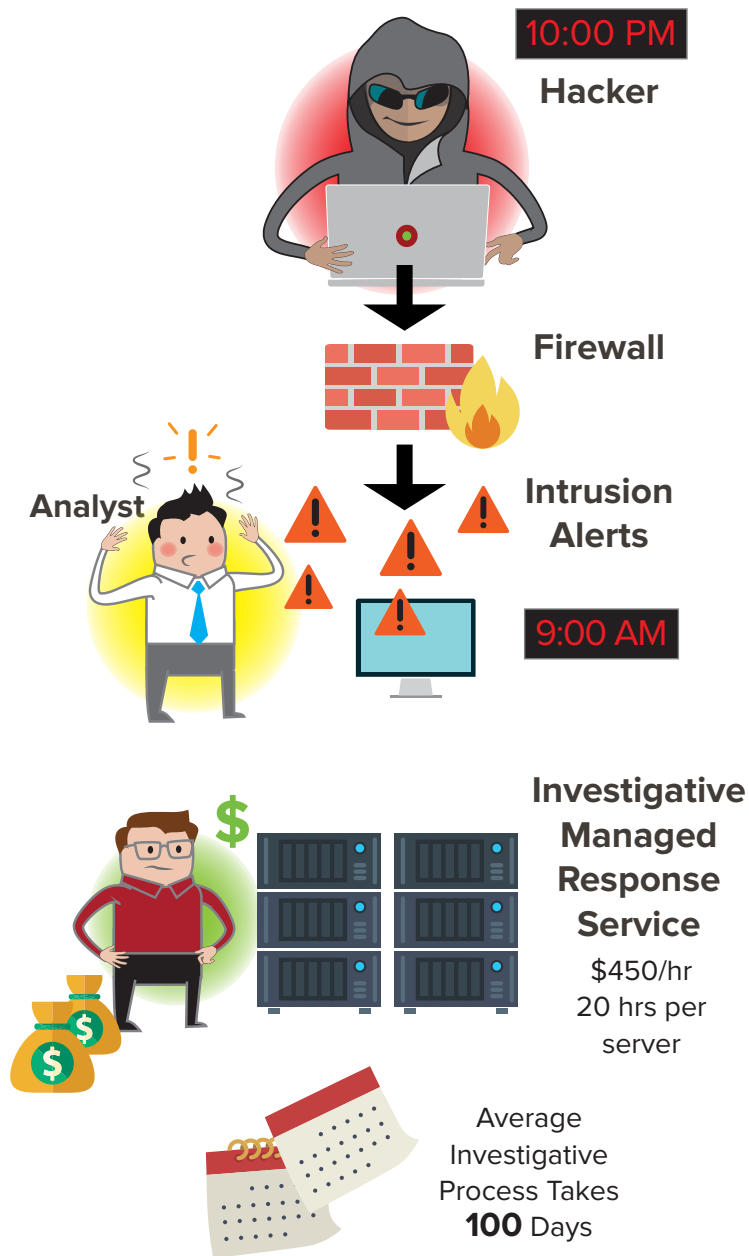 10:00 PM
Hacker
Firewall
Analyst
Intrusion
Alerts
9:00 AM
$
Investigative
Managed
Response
Service
$450/hr
20 hrs per
server
$
$
Average
Investigative
Process Takes
100 Days